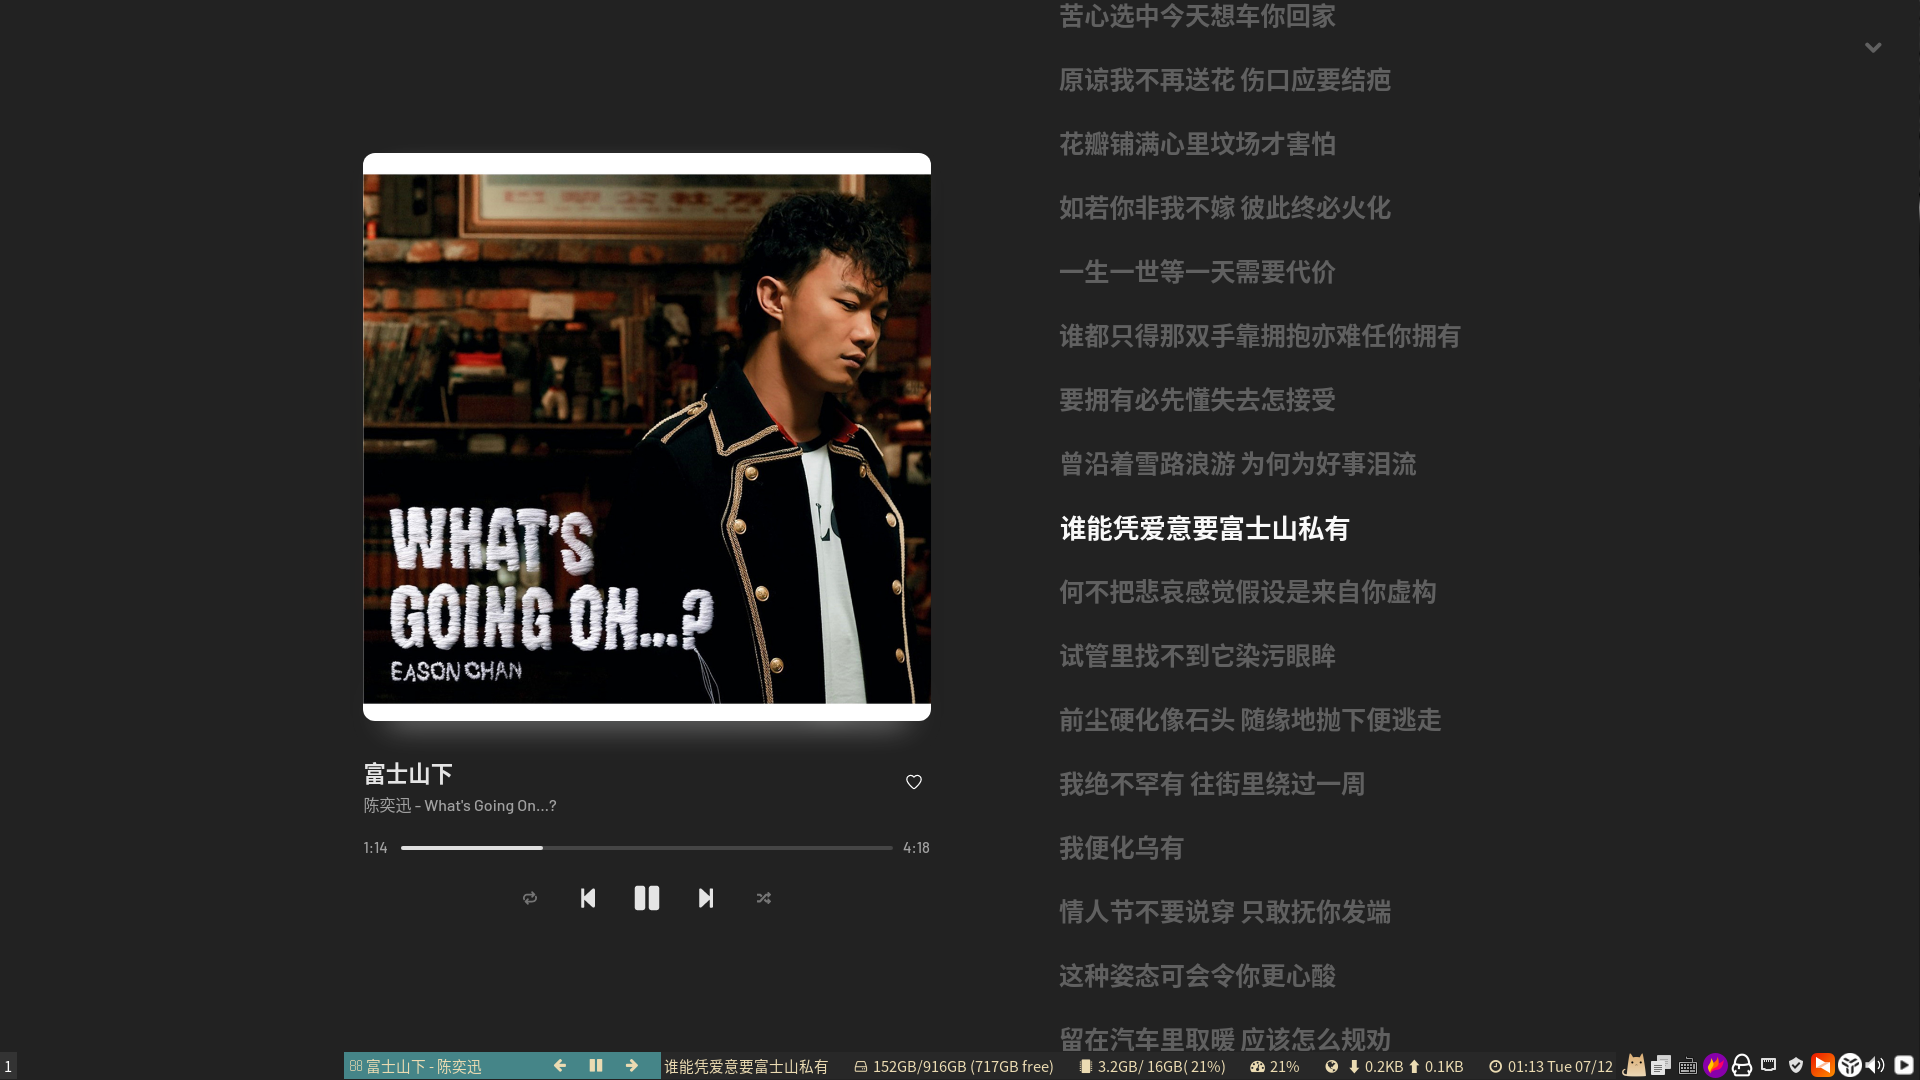 WHAT'S
GOING ON...?
EASON CHAN
富士山下
陈奕迅 - What's Going On...?
1:14
4:18
苦心选中今天想车你回家
原谅我不再送花 伤口应要结疤
花瓣铺满心里坟场才害怕
如若你非我不嫁 彼此终必火化
一生一世等一天需要代价
谁都只得那双手靠拥抱亦难任你拥有
要拥有必先懂失去怎接受
曾沿着雪路浪游 为何为好事泪流
谁能凭爱意要富士山私有
何不把悲哀感觉假设是来自你虚构
试管里找不到它染污眼眸
前尘硬化像石头 随缘地抛下便逃走
我绝不罕有 往街里绕过一周
我便化乌有
情人节不要说穿 只敢抚你发端
这种姿态可会令你更心酸
留在汽车里取暖 应该怎么规劝
1
富士山下 - 陈奕迅
谁能凭爱意要富士山私有
152GB/916GB (717GB free)
3.2GB/ 16GB( 21%)
21%
0.2KB
0.1KB
01:13 Tue 07/12